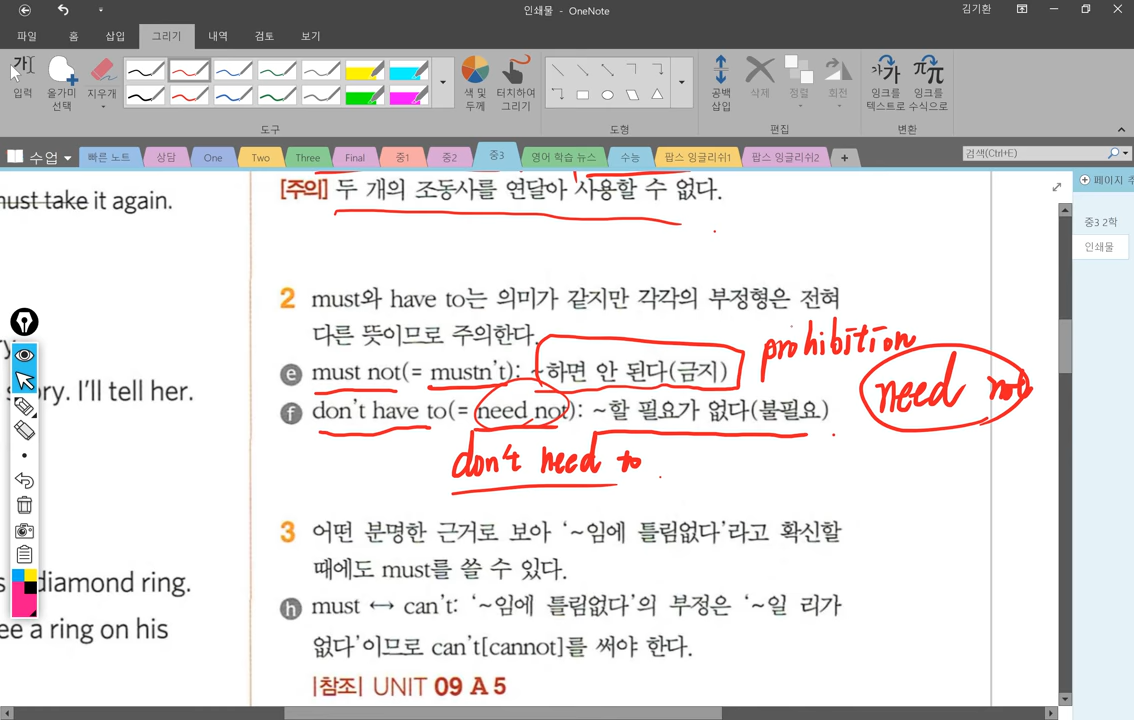 인쇄물 - OneNote
김기환
파일 홈 삽입 그리기 내역 검토 보기
가
입력
올가미
선택
지우개
색 및
두께
터치하여
그리기
공백
삽입
삭제
정렬
회전
잉크를
텍스트로
잉크를
수식으로
도구
도형
편집
변환
수업 빠른 노트 상담 One Two Three Final 중1 중2 중3 영어 학습 뉴스 수능 팝스 잉글리쉬1 팝스 잉글리쉬2 +
검색(Ctrl+E)
페이지 추
중3 2학
인쇄물
must take it again.
[주의] 두 개의 조동사를 연달아 사용할 수 없다.
2 must와 have to는 의미가 같지만 각각의 부정형은 전혀
다른 뜻이므로 주의한다.
prohibition
e must not(= mustn't): ~하면 안 된다(금지)
need not
f don't have to(= need not): ~할 필요가 없다(불필요)
don't need to
story. I'll tell her.
3 어떤 분명한 근거로 보아 '~임에 틀림없다'라고 확신할
때에도 must를 쓸 수 있다.
h must ↔ can't: '~임에 틀림없다'의 부정은 '~일 리가
없다'이므로 can't[cannot]를 써야 한다.
|참조| UNIT 09 A 5
diamond ring.
ee a ring on his